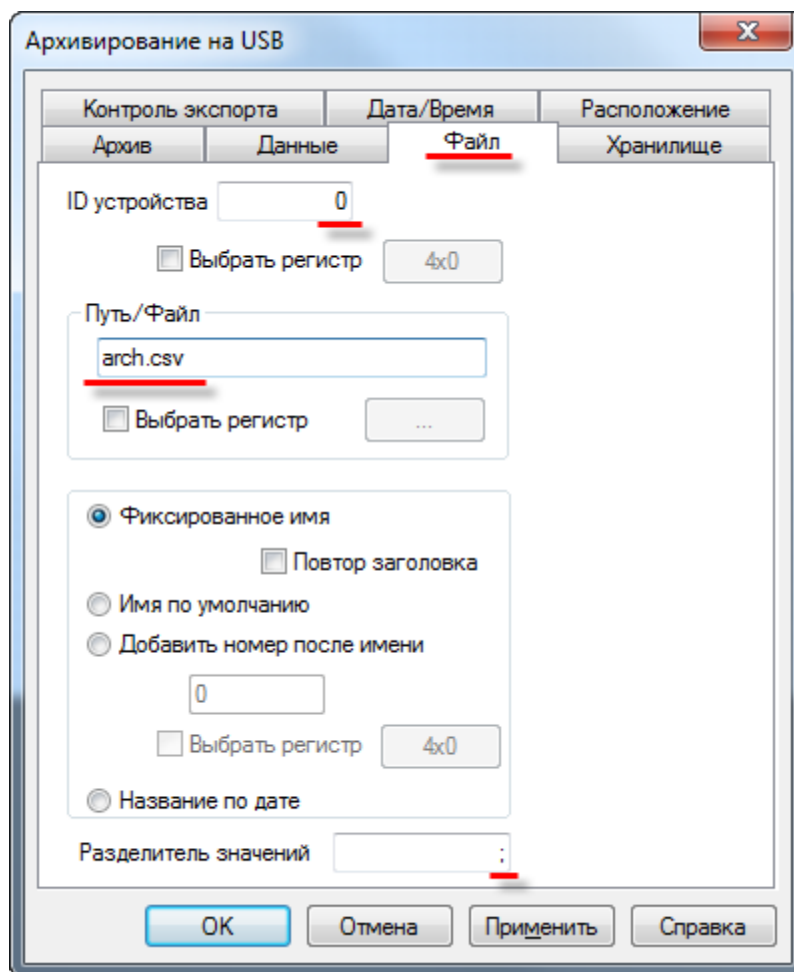 Архивирование на USB
Контроль экспорта Дата/Время Расположение
Архив Данные Файл Хранилище
ID устройства 0
Выбрать регистр 4x0
Путь/Файл
arch.csv
Выбрать регистр ...
Фиксированное имя
Повтор заголовка
Имя по умолчанию
Добавить номер после имени
0
Выбрать регистр 4x0
Название по дате
Разделитель значений ;
OK Отмена Применить Справка